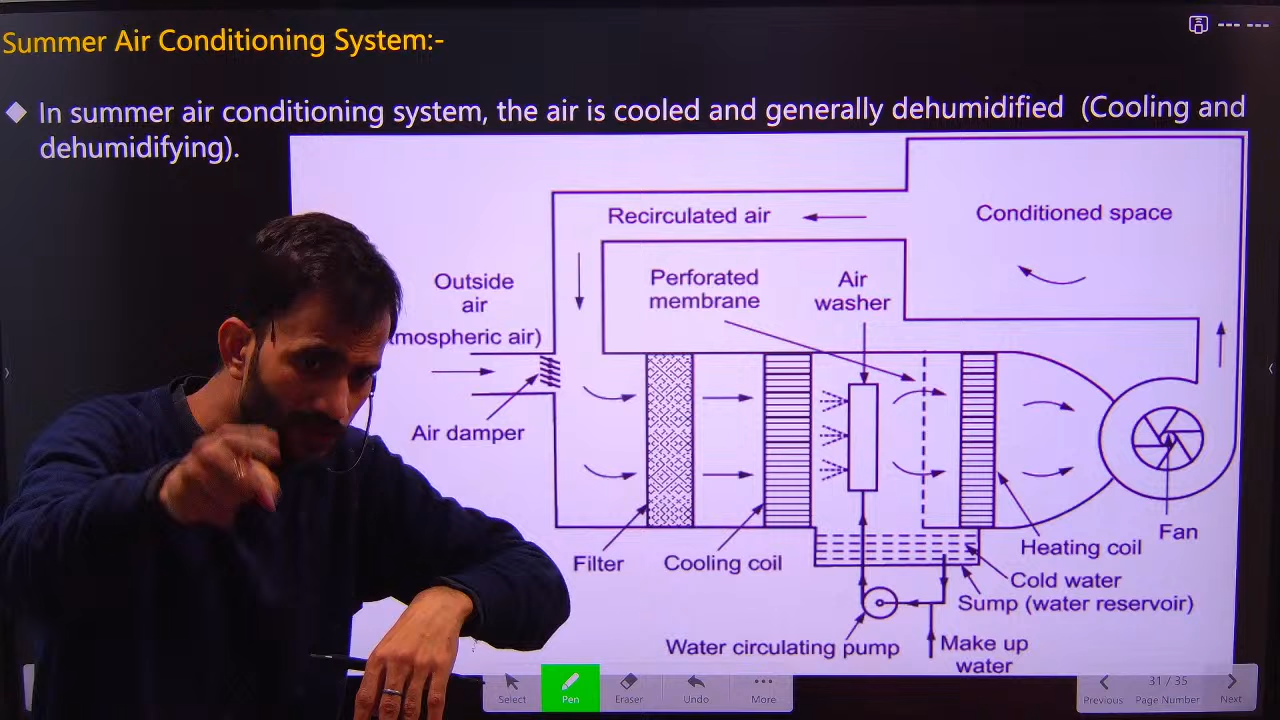 Summer Air Conditioning System:-
◆ In summer air conditioning system, the air is cooled and generally dehumidified (Cooling and
dehumidifying).
Recirculated air
Conditioned space
Outside
air
mospheric air)
Perforated
membrane
Air
washer
Air damper
Filter
Cooling coil
Heating coil
Fan
Cold water
Sump (water reservoir)
Water circulating pump
Make up
water
Select
Pen
Eraser
Undo
More
Previous
31 / 35
Page Number
Next